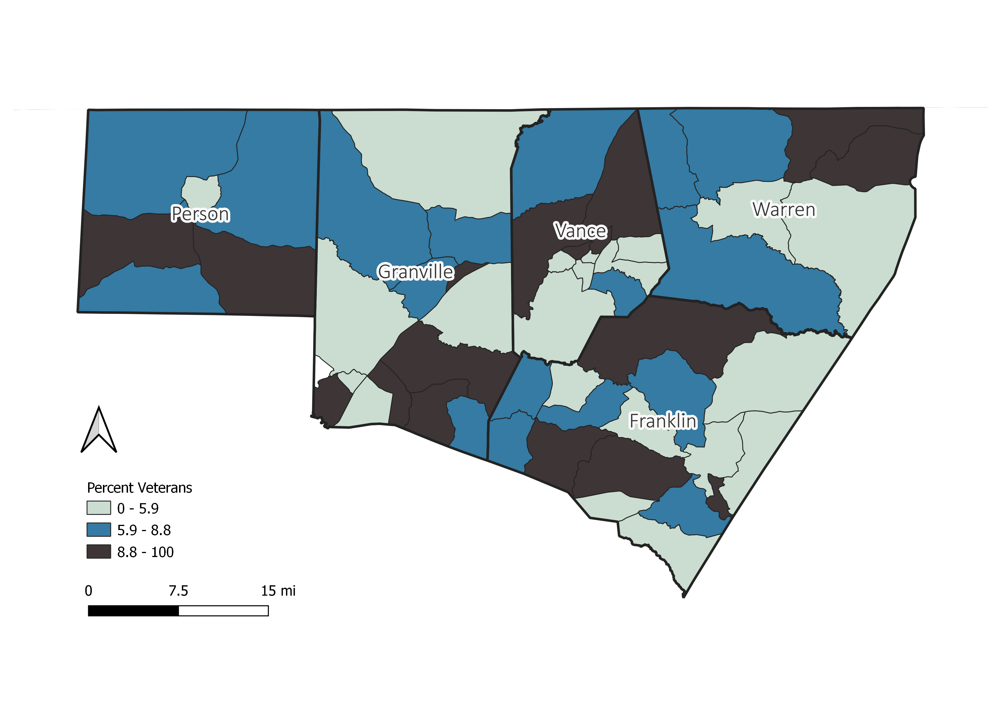 Person
Warren
Vance
Granville
Franklin
Percent Veterans
0 - 5.9
5.9 - 8.8
8.8 - 100
0 7.5 15 mi